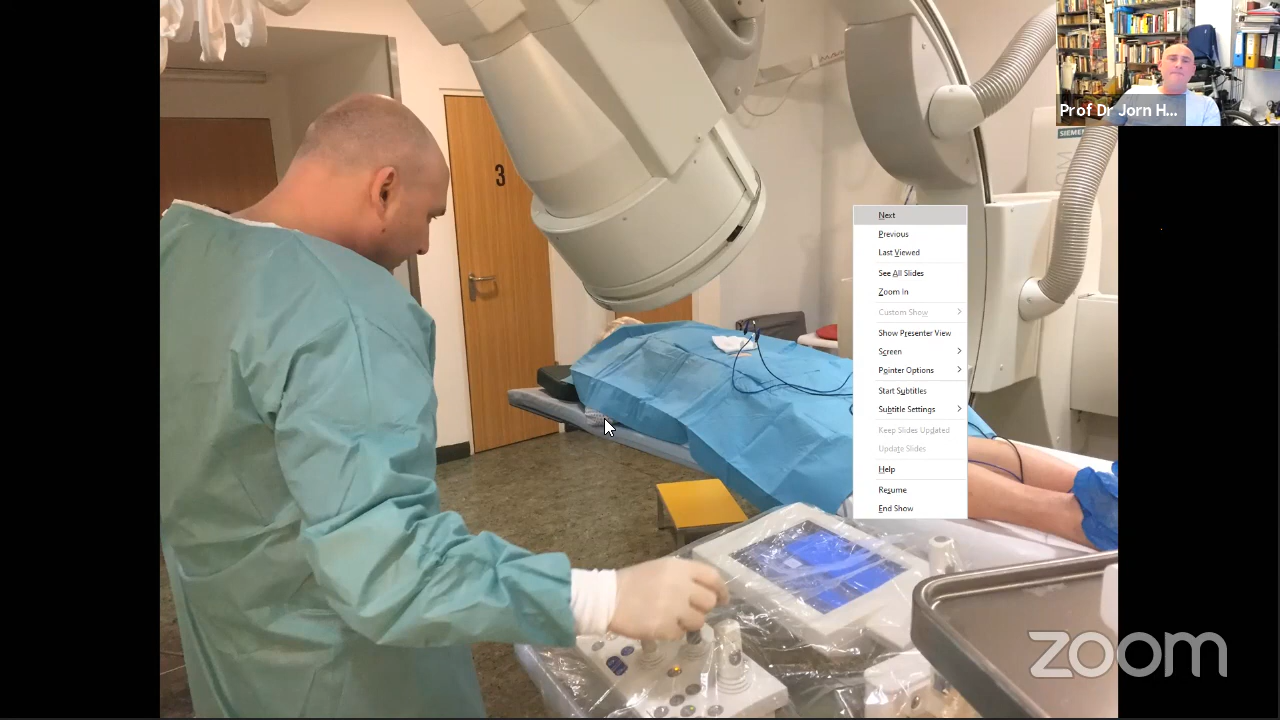 Prof Dr Jorn H...
SIEMEN
3
Next
Previous
Last Viewed
See All Slides
Zoom In
Custom Show
Show Presenter View
Screen
Pointer Options
Start Subtitles
Subtitle Settings
Keep Slides Updated
Update Slides
Help
Resume
End Show
zoom